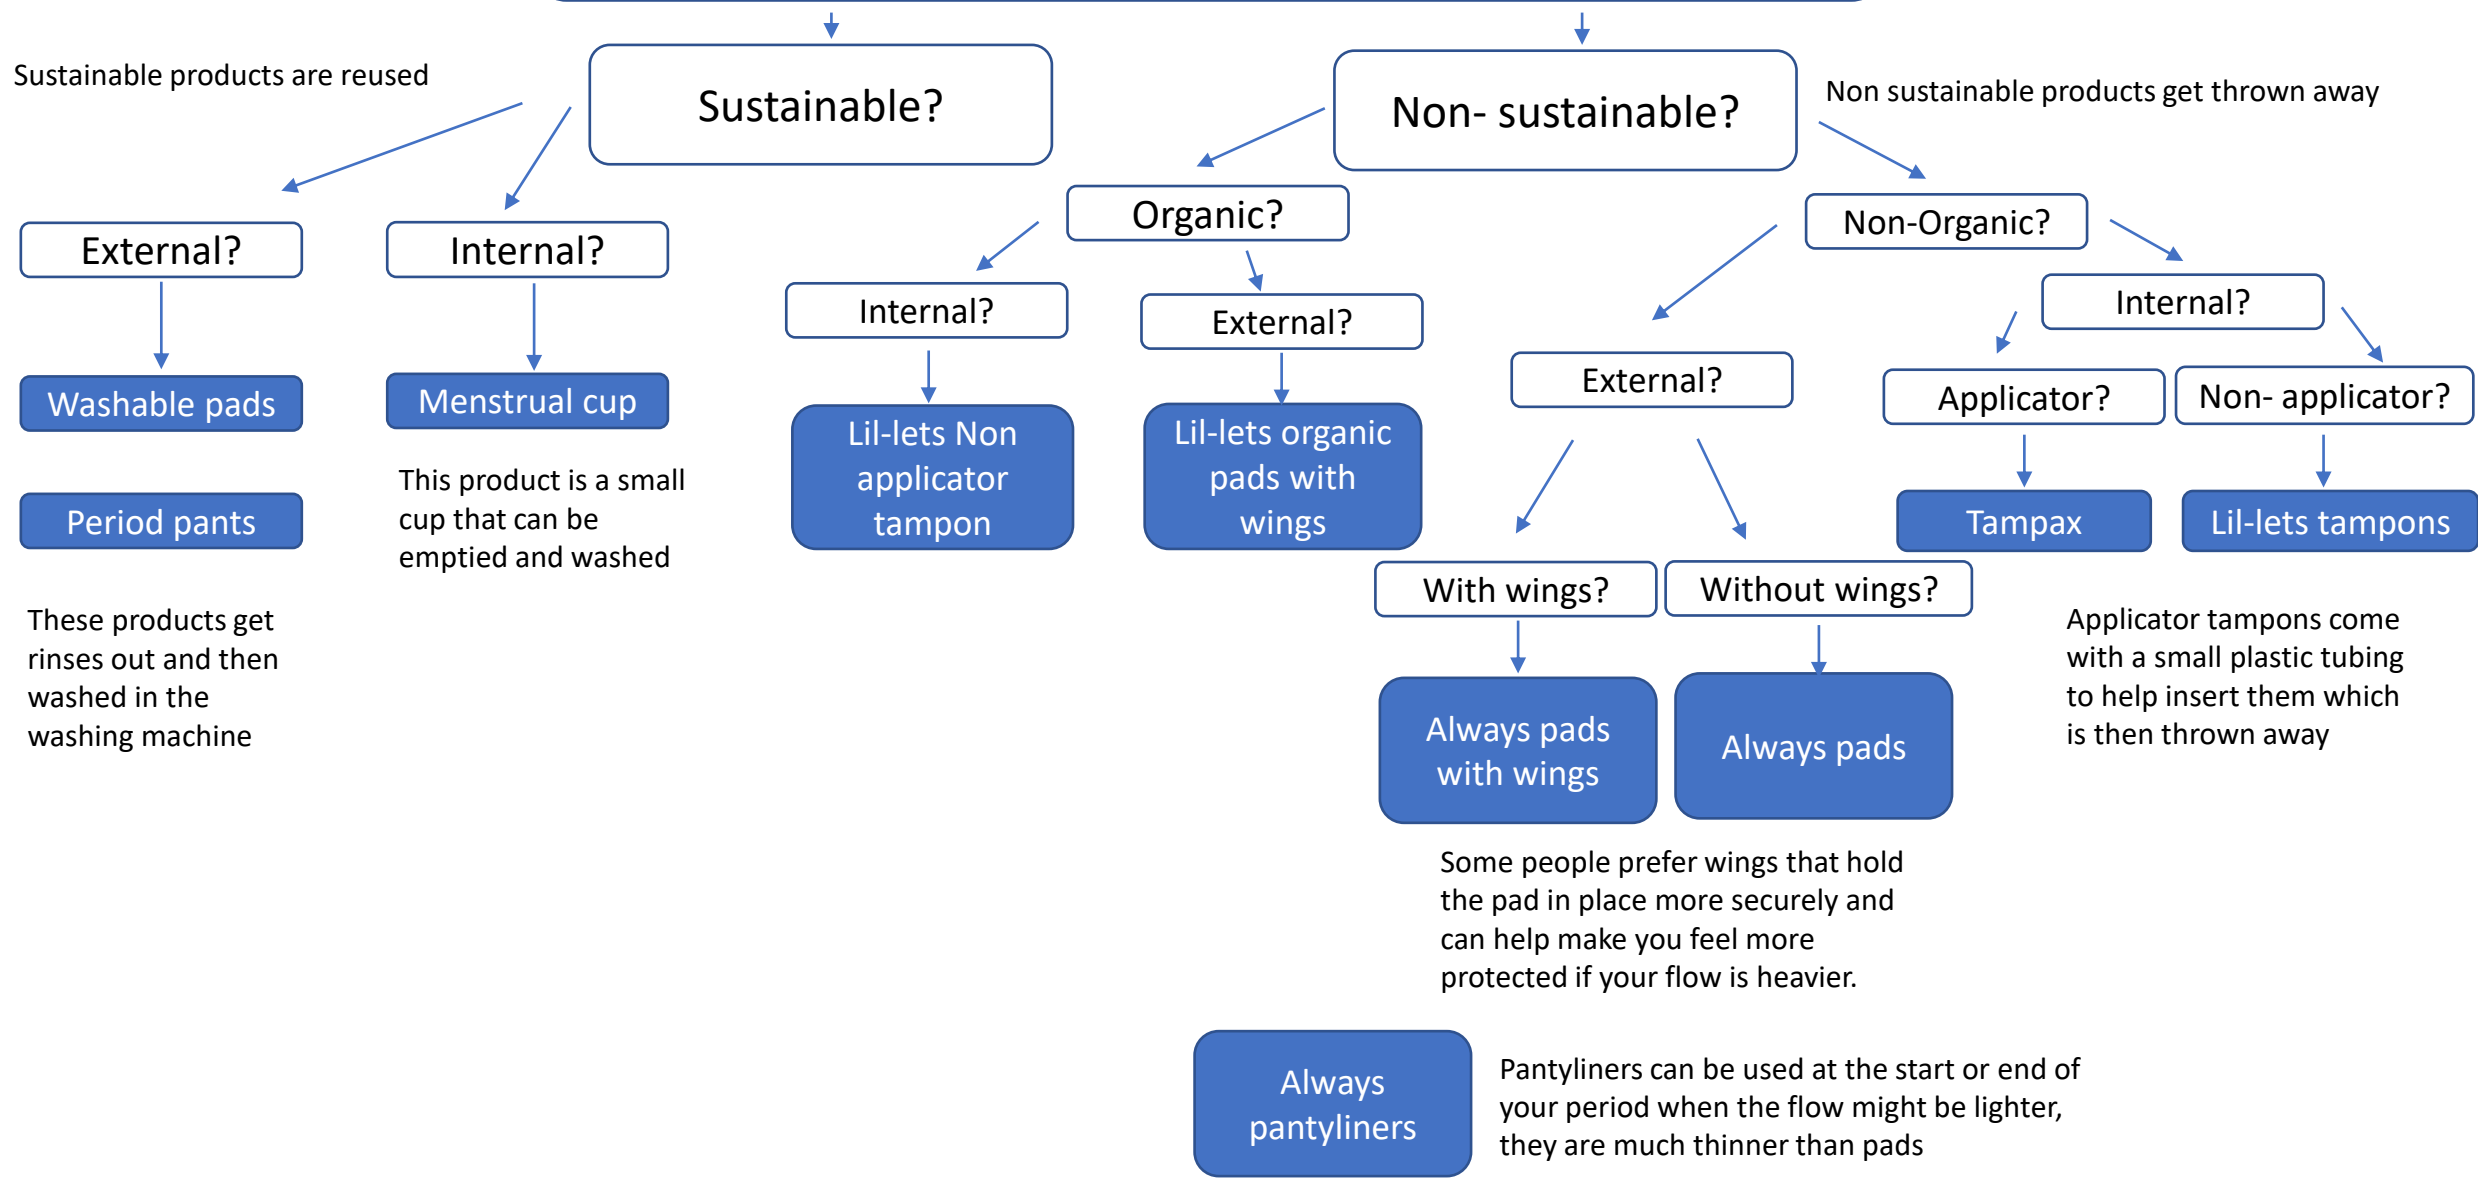 Sustainable products are reused
Sustainable?
Non- sustainable?
Non sustainable products get thrown away
External?
Internal?
Organic?
Non-Organic?
Internal?
External?
External?
Internal?
Applicator?
Non- applicator?
Washable pads
Period pants
These products get
rinses out and then
washed in the
washing machine
Menstrual cup
This product is a small
cup that can be
emptied and washed
Lil-lets Non
applicator
tampon
Lil-lets organic
pads with
wings
With wings?
Without wings?
Always pads
with wings
Always pads
Tampax
Lil-lets tampons
Applicator tampons come
with a small plastic tubing
to help insert them which
is then thrown away
Some people prefer wings that hold
the pad in place more securely and
can help make you feel more
protected if your flow is heavier.
Always
pantyliners
Pantyliners can be used at the start or end of
your period when the flow might be lighter,
they are much thinner than pads